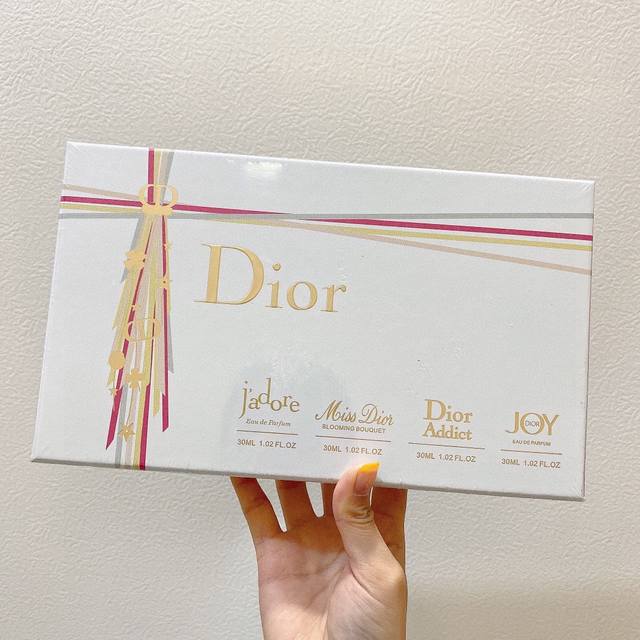 Dior
j'adore
Eau de Parfum
30ML 1.02 FL.OZ
Miss Dior
BLOOMING BOUQUET
30ML 1.02 FL.OZ
Dior
Addict
30ML 1.02 FL.OZ
JOY
DIOR
EAU DE PARFUM
30ML 1.02 FL.OZ